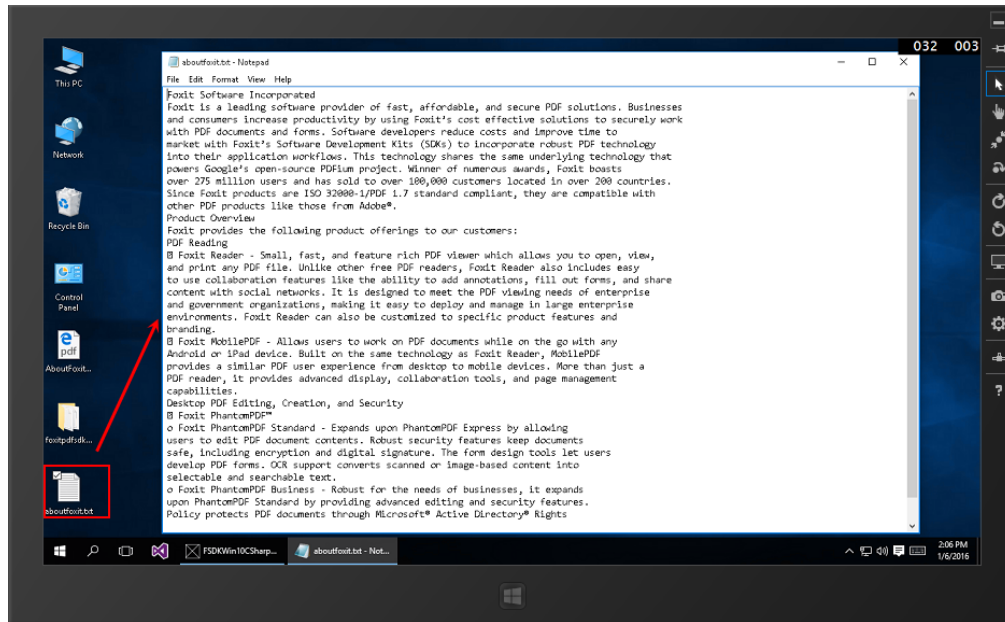 032 003
This PC
Network
Recycle Bin
Control
Panel
pdf
AboutFoxit...
foxitpdfsdk...
aboutfoxit.txt
aboutfoxit.txt - Notepad
File Edit Format View Help
Foxit Software Incorporated
Foxit is a leading software provider of fast, affordable, and secure PDF solutions. Businesses
and consumers increase productivity by using Foxit's cost effective solutions to securely work
with PDF documents and forms. Software developers reduce costs and improve time to
market with Foxit's Software Development Kits (SDKs) to incorporate robust PDF technology
into their application workflows. This technology shares the same underlying technology that
powers Google's open-source PDFium project. Winner of numerous awards, Foxit boasts
over 275 million users and has sold to over 100,000 customers located in over 200 countries.
Since Foxit products are ISO 32000-1/PDF 1.7 standard compliant, they are compatible with
other PDF products like those from Adobe®.
Product Overview
Foxit provides the following product offerings to our customers:
PDF Reading
Foxit Reader - Small, fast, and feature rich PDF viewer which allows you to open, view,
and print any PDF file. Unlike other free PDF readers, Foxit Reader also includes easy
to use collaboration features like the ability to add annotations, fill out forms, and share
content with social networks. It is designed to meet the PDF viewing needs of enterprise
and government organizations, making it easy to deploy and manage in large enterprise
environments. Foxit Reader can also be customized to specific product features and
branding.
Foxit MobilePDF - Allows users to work on PDF documents while on the go with any
Android or iPad device. Built on the same technology as Foxit Reader, MobilePDF
provides a similar PDF user experience from desktop to mobile devices. More than just a
PDF reader, it provides advanced display, collaboration tools, and page management
capabilities.
Desktop PDF Editing, Creation, and Security
Foxit PhantomPDF™
o Foxit PhantomPDF Standard - Expands upon PhantomPDF Express by allowing
users to edit PDF document contents. Robust security features keep documents
safe, including encryption and digital signature. The form design tools let users
develop PDF forms. OCR support converts scanned or image-based content into
selectable and searchable text.
o Foxit PhantomPDF Business - Robust for the needs of businesses, it expands
upon PhantomPDF Standard by providing advanced editing and security features.
Policy protects PDF documents through Microsoft® Active Directory® Rights
FSDKWin10CSharp...
aboutfoxit.txt - Not...
2:06 PM
1/6/2016